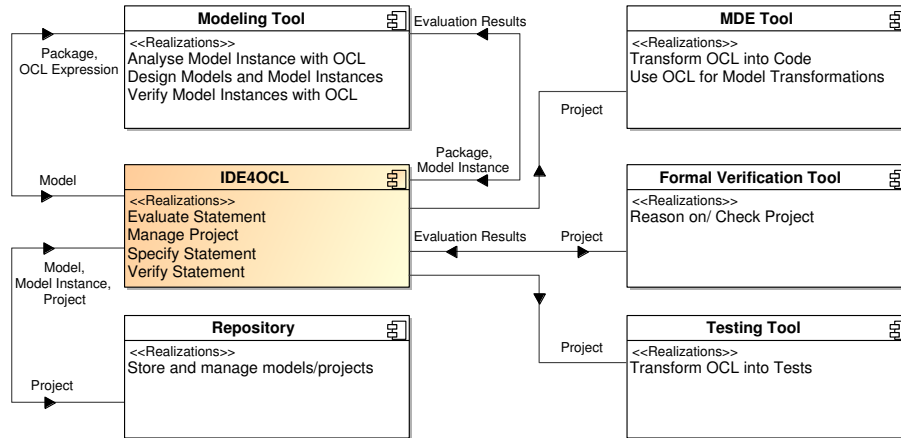 Modeling Tool
<<Realizations>>
Analyse Model Instance with OCL
Design Models and Model Instances
Verify Model Instances with OCL
Package,
OCL Expression
Evaluation Results
MDE Tool
<<Realizations>>
Transform OCL into Code
Use OCL for Model Transformations
Project
Package,
Model Instance
Model
IDE4OCL
<<Realizations>>
Evaluate Statement
Manage Project
Specify Statement
Verify Statement
Formal Verification Tool
<<Realizations>>
Reason on/ Check Project
Evaluation Results
Project
Model,
Model Instance,
Project
Repository
<<Realizations>>
Store and manage models/projects
Project
Project
Testing Tool
<<Realizations>>
Transform OCL into Tests